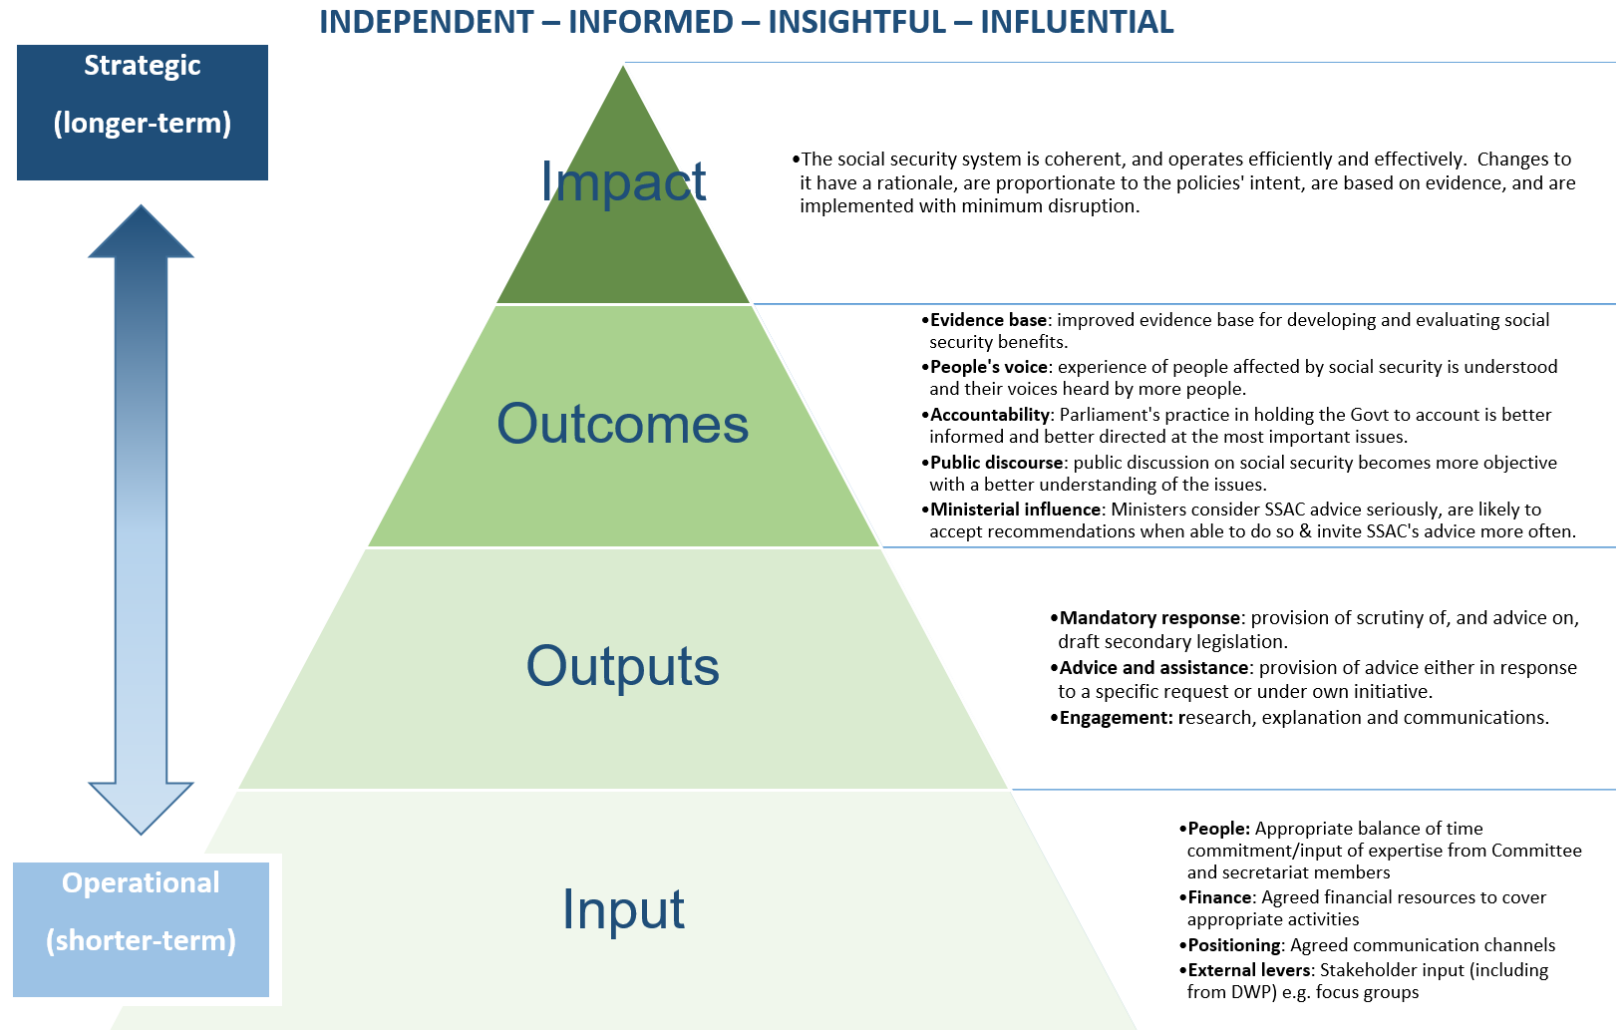 INDEPENDENT – INFORMED – INSIGHTFUL – INFLUENTIAL
Strategic
(longer-term)
Impact
•The social security system is coherent, and operates efficiently and effectively.  Changes to
it have a rationale, are proportionate to the policies' intent, are based on evidence, and are
implemented with minimum disruption.
Outcomes
•Evidence base: improved evidence base for developing and evaluating social
security benefits.
•People's voice: experience of people affected by social security is understood
and their voices heard by more people.
•Accountability: Parliament's practice in holding the Govt to account is better
informed and better directed at the most important issues.
•Public discourse: public discussion on social security becomes more objective
with a better understanding of the issues.
•Ministerial influence: Ministers consider SSAC advice seriously, are likely to
accept recommendations when able to do so & invite SSAC's advice more often.
Outputs
•Mandatory response: provision of scrutiny of, and advice on,
draft secondary legislation.
•Advice and assistance: provision of advice either in response
to a specific request or under own initiative.
•Engagement: research, explanation and communications.
Operational
(shorter-term)
Input
•People: Appropriate balance of time
commitment/input of expertise from Committee
and secretariat members
•Finance: Agreed financial resources to cover
appropriate activities
•Positioning: Agreed communication channels
•External levers: Stakeholder input (including
from DWP) e.g. focus groups